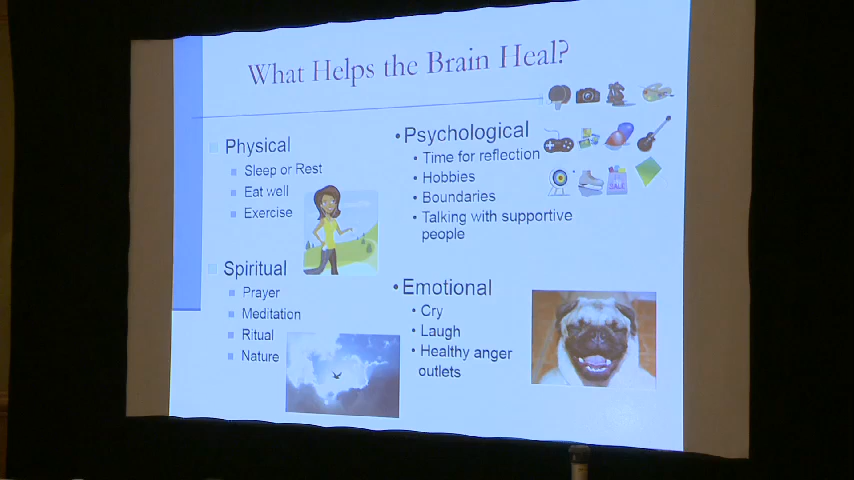 What Helps the Brain Heal?
Physical
Sleep or Rest
Eat well
Exercise
Spiritual
Prayer
Meditation
Ritual
Nature
•Psychological
• Time for reflection
• Hobbies
• Boundaries
• Talking with supportive
people
•Emotional
• Cry
• Laugh
• Healthy anger
outlets
SALE